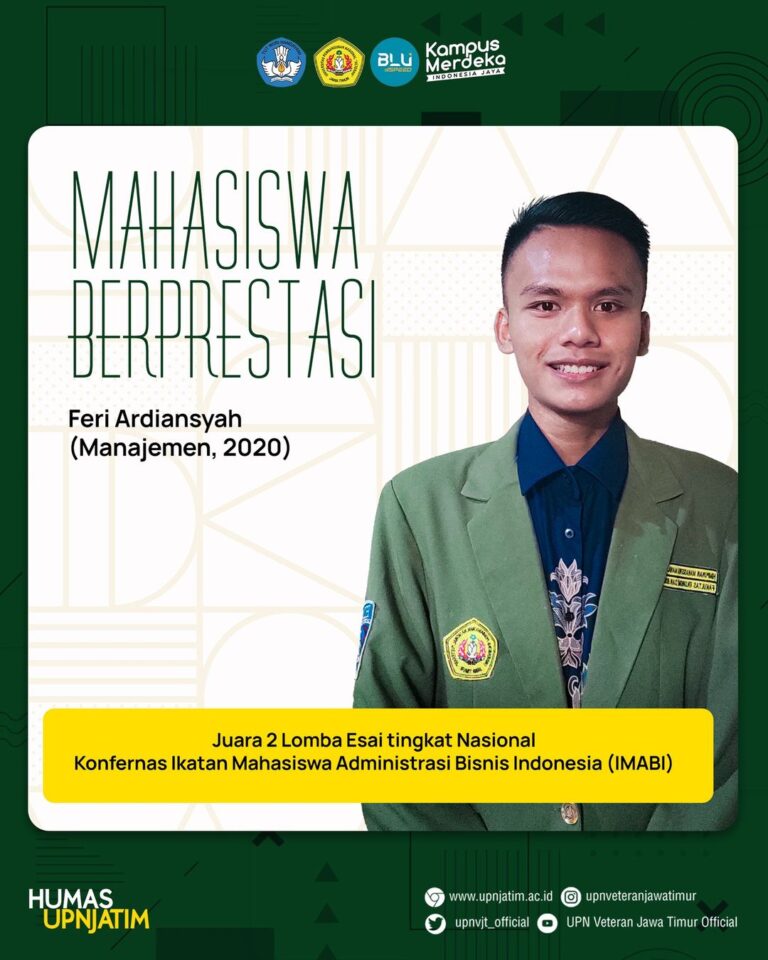 BLU
SPEED
Kampus
Merdeka
INDONESIA JAYA
MAHASISWA
BERPRESTASI
Feri Ardiansyah
(Manajemen, 2020)
Juara 2 Lomba Esai tingkat Nasional
Konfernas Ikatan Mahasiswa Administrasi Bisnis Indonesia (IMABI)
HUMAS
UPNJATIM
www.upnjatim.ac.id upnveteranjawatimur
upnvjt_official UPN Veteran Jawa Timur Official